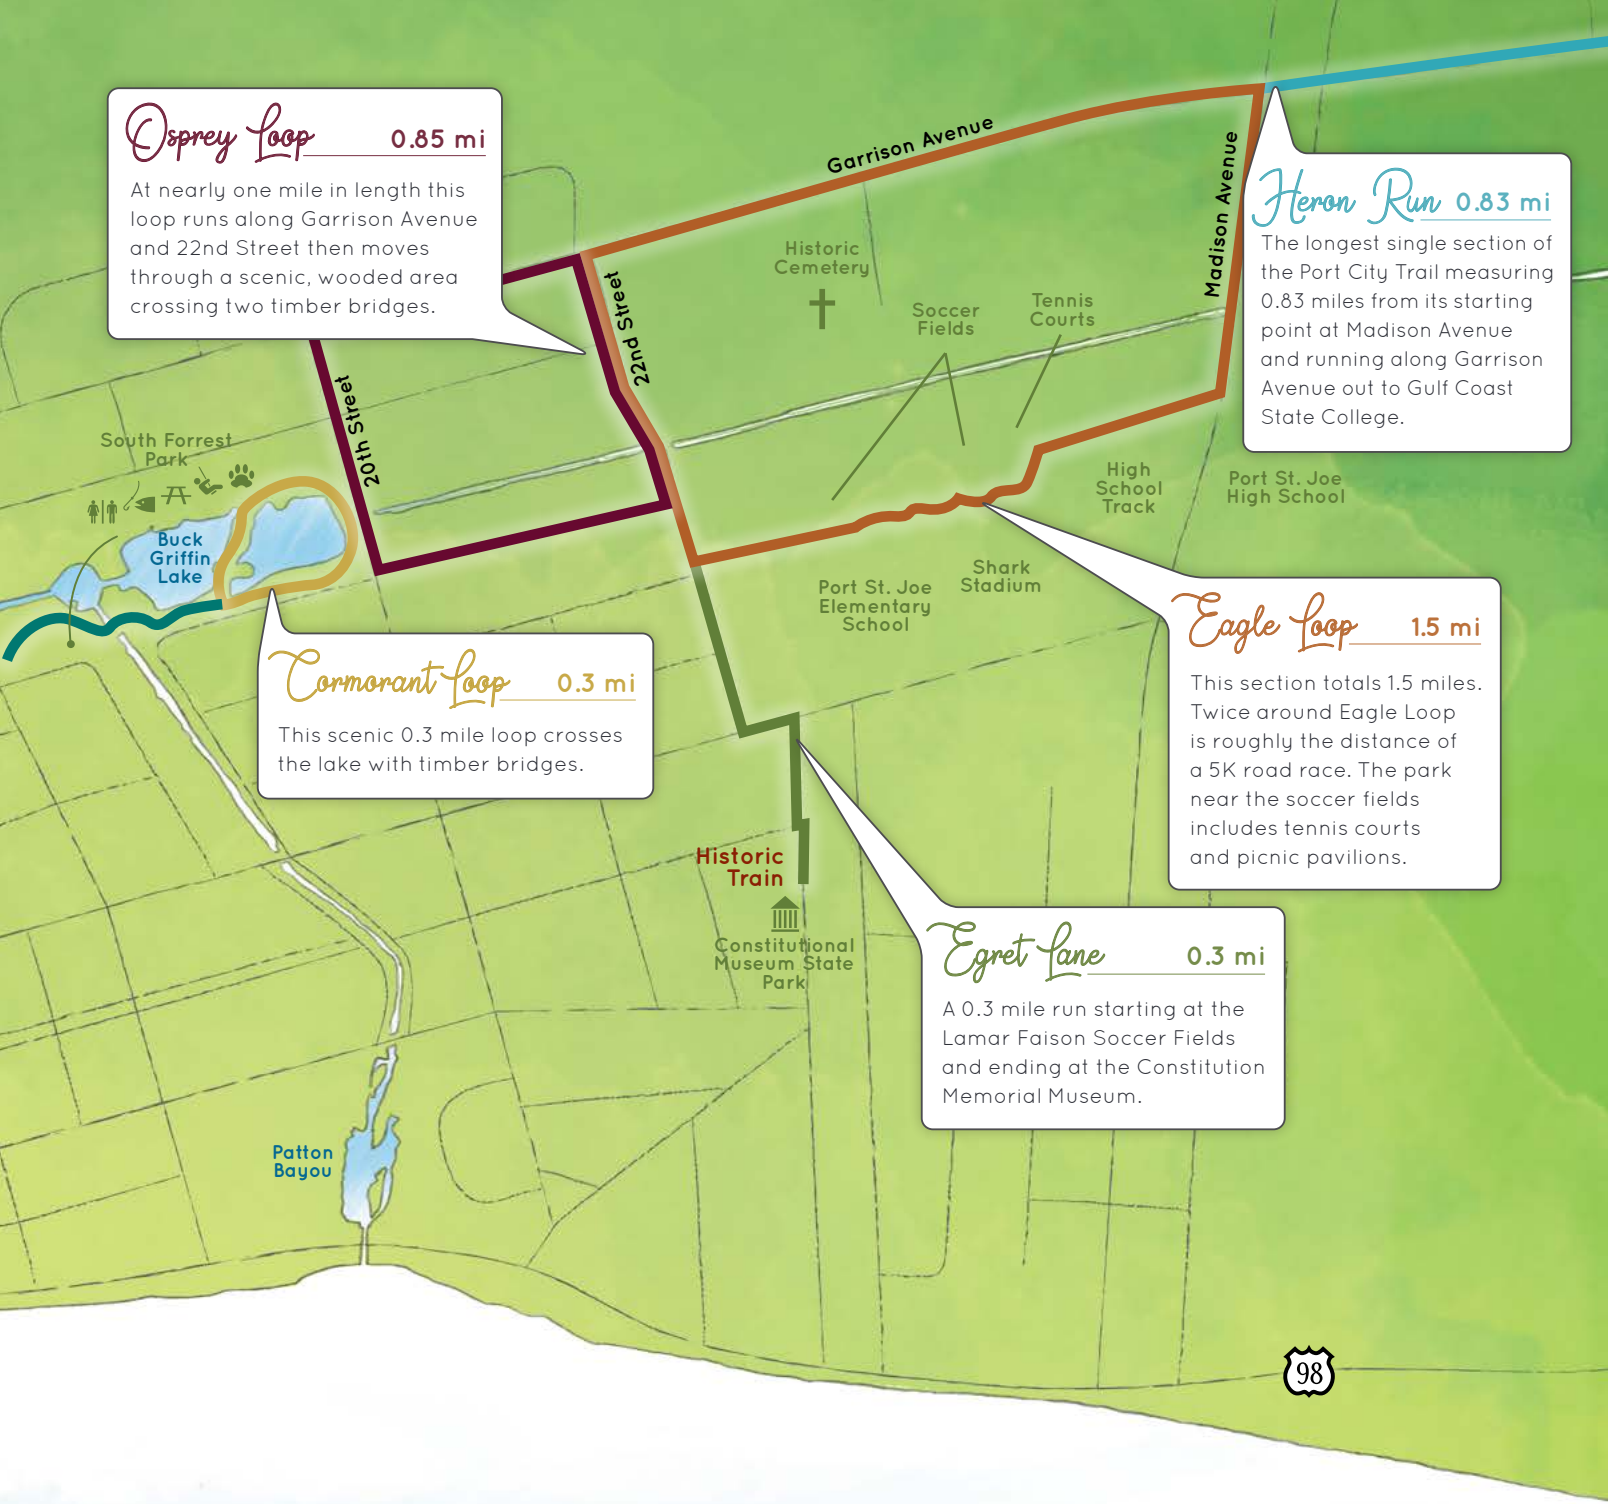 Osprey Loop 0.85 mi
At nearly one mile in length this
loop runs along Garrison Avenue
and 22nd Street then moves
through a scenic, wooded area
crossing two timber bridges.
Garrison Avenue
Madison Avenue
Heron Run 0.83 mi
The longest single section of
the Port City Trail measuring
0.83 miles from its starting
point at Madison Avenue
and running along Garrison
Avenue out to Gulf Coast
State College.
22nd Street
20th Street
Historic
Cemetery
Soccer
Fields
Tennis
Courts
South Forrest
Park
Buck
Griffin
Lake
High
School
Track
Port St. Joe
High School
Port St. Joe
Elementary
School
Shark
Stadium
Cormorant Loop 0.3 mi
This scenic 0.3 mile loop crosses
the lake with timber bridges.
Eagle Loop 1.5 mi
This section totals 1.5 miles.
Twice around Eagle Loop
is roughly the distance of
a 5K road race. The park
near the soccer fields
includes tennis courts
and picnic pavilions.
Historic
Train
Constitutional
Museum State
Park
Egret Lane 0.3 mi
A 0.3 mile run starting at the
Lamar Faison Soccer Fields
and ending at the Constitution
Memorial Museum.
Patton
Bayou
98